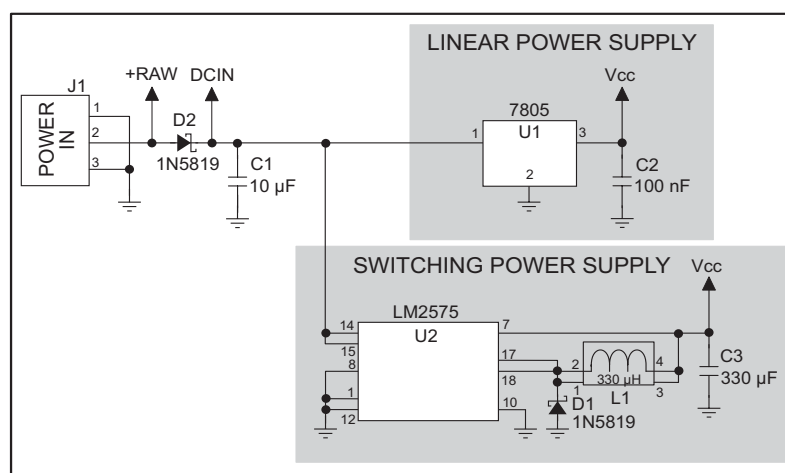 LINEAR POWER SUPPLY
+RAW DCIN Vcc
J1
POWER IN
1
2
3
D2
1N5819
C1
10 µF
7805
U1
1
3
2
C2
100 nF
SWITCHING POWER SUPPLY
Vcc
LM2575
U2
14
15
8
1
12
7
17
18
10
2
1
4
3
330 µH
L1
D1
1N5819
C3
330 µF